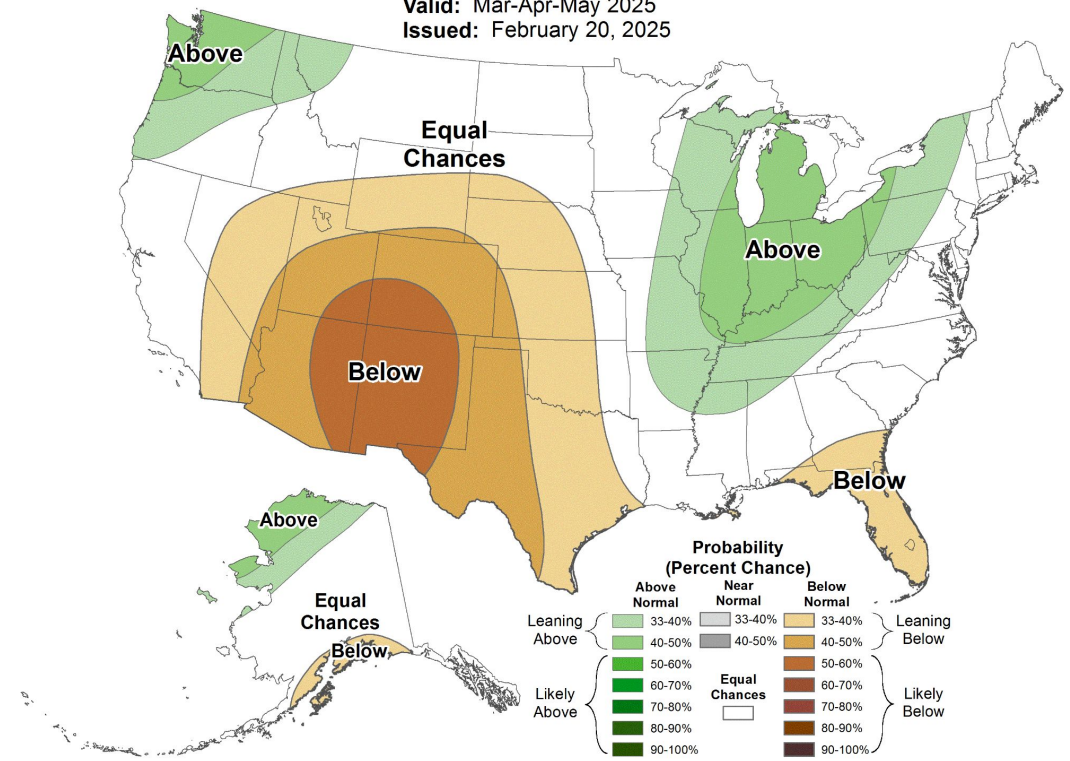 Valid: Mar-Apr-May 2025
Issued: February 20, 2025
Above
Equal
Chances
Above
Below
Below
Above
Equal
Chances
Below
Probability
(Percent Chance)
Above
Normal
Near
Normal
Below
Normal
Leaning
Above
33-40%
33-40%
33-40%
Leaning
Below
40-50%
40-50%
40-50%
50-60%
50-60%
60-70%
60-70%
Equal
Chances
Likely
Above
70-80%
70-80%
Likely
Below
80-90%
80-90%
90-100%
90-100%